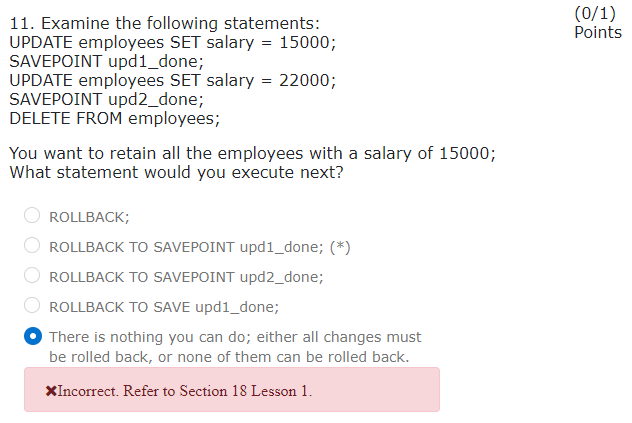 11. Examine the following statements:
UPDATE employees SET salary = 15000;
SAVEPOINT upd1_done;
UPDATE employees SET salary = 22000;
SAVEPOINT upd2_done;
DELETE FROM employees;
(0/1)
Points
You want to retain all the employees with a salary of 15000;
What statement would you execute next?
ROLLBACK;
ROLLBACK TO SAVEPOINT upd1_done; (*)
ROLLBACK TO SAVEPOINT upd2_done;
ROLLBACK TO SAVE upd1_done;
There is nothing you can do; either all changes must
be rolled back, or none of them can be rolled back.
✖Incorrect. Refer to Section 18 Lesson 1.